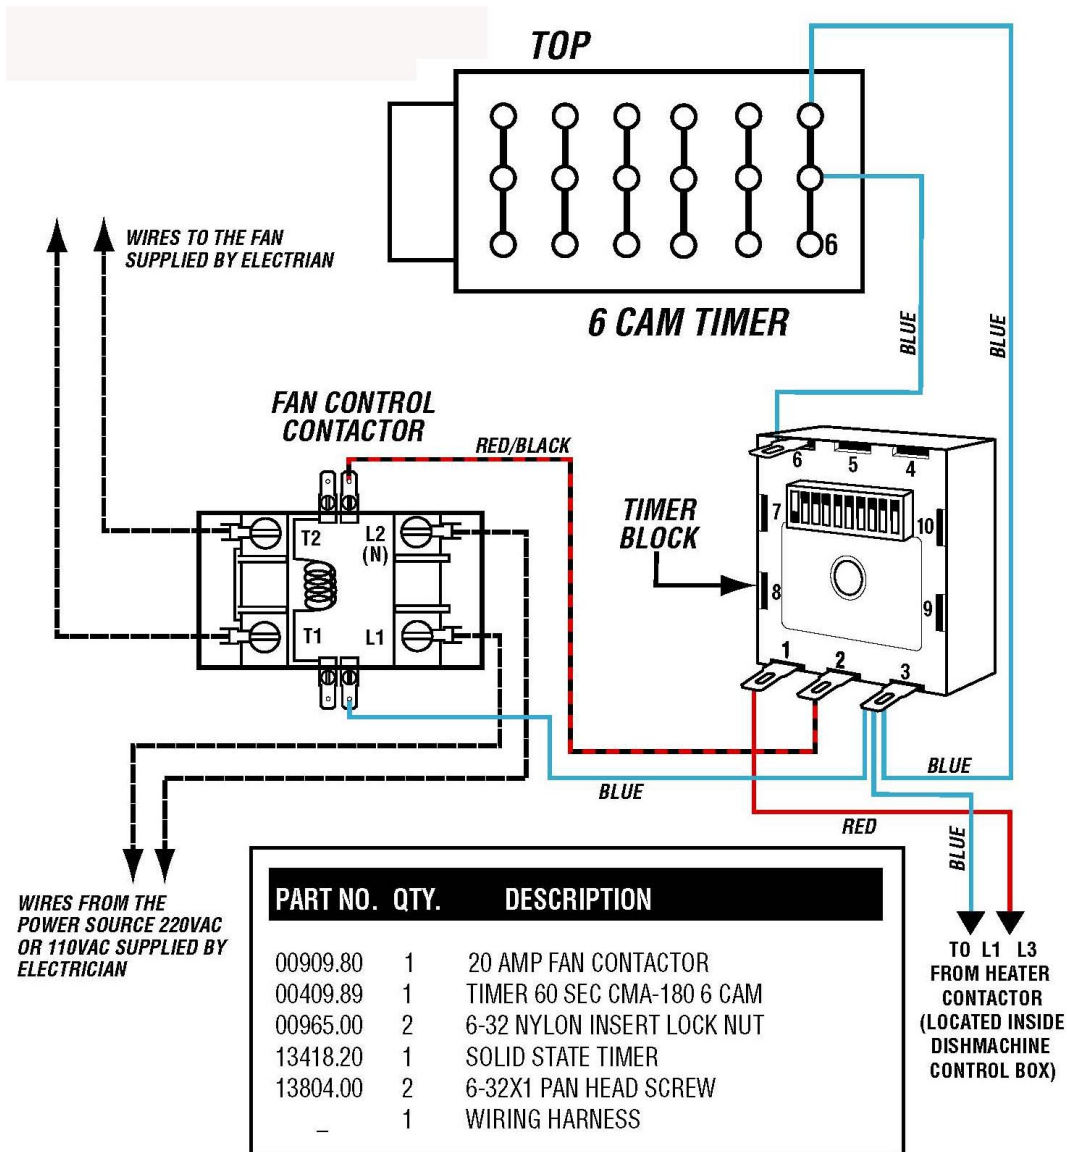 TOP
6
6 CAM TIMER
WIRES TO THE FAN
SUPPLIED BY ELECTRIAN
BLUE
BLUE
FAN CONTROL
CONTACTOR
RED/BLACK
TIMER
BLOCK
6
5
4
7
10
8
9
1
2
3
T2
L2
(N)
T1
L1
BLUE
BLUE
RED
BLUE
WIRES FROM THE
POWER SOURCE 220VAC
OR 110VAC SUPPLIED BY
ELECTRICIAN
TO L1 L3
FROM HEATER
CONTACTOR
(LOCATED INSIDE
DISHMACHINE
CONTROL BOX)
PART NO. QTY. DESCRIPTION
00909.80 1 20 AMP FAN CONTACTOR
00409.89 1 TIMER 60 SEC CMA-180 6 CAM
00965.00 2 6-32 NYLON INSERT LOCK NUT
13418.20 1 SOLID STATE TIMER
13804.00 2 6-32X1 PAN HEAD SCREW
_ 1 WIRING HARNESS